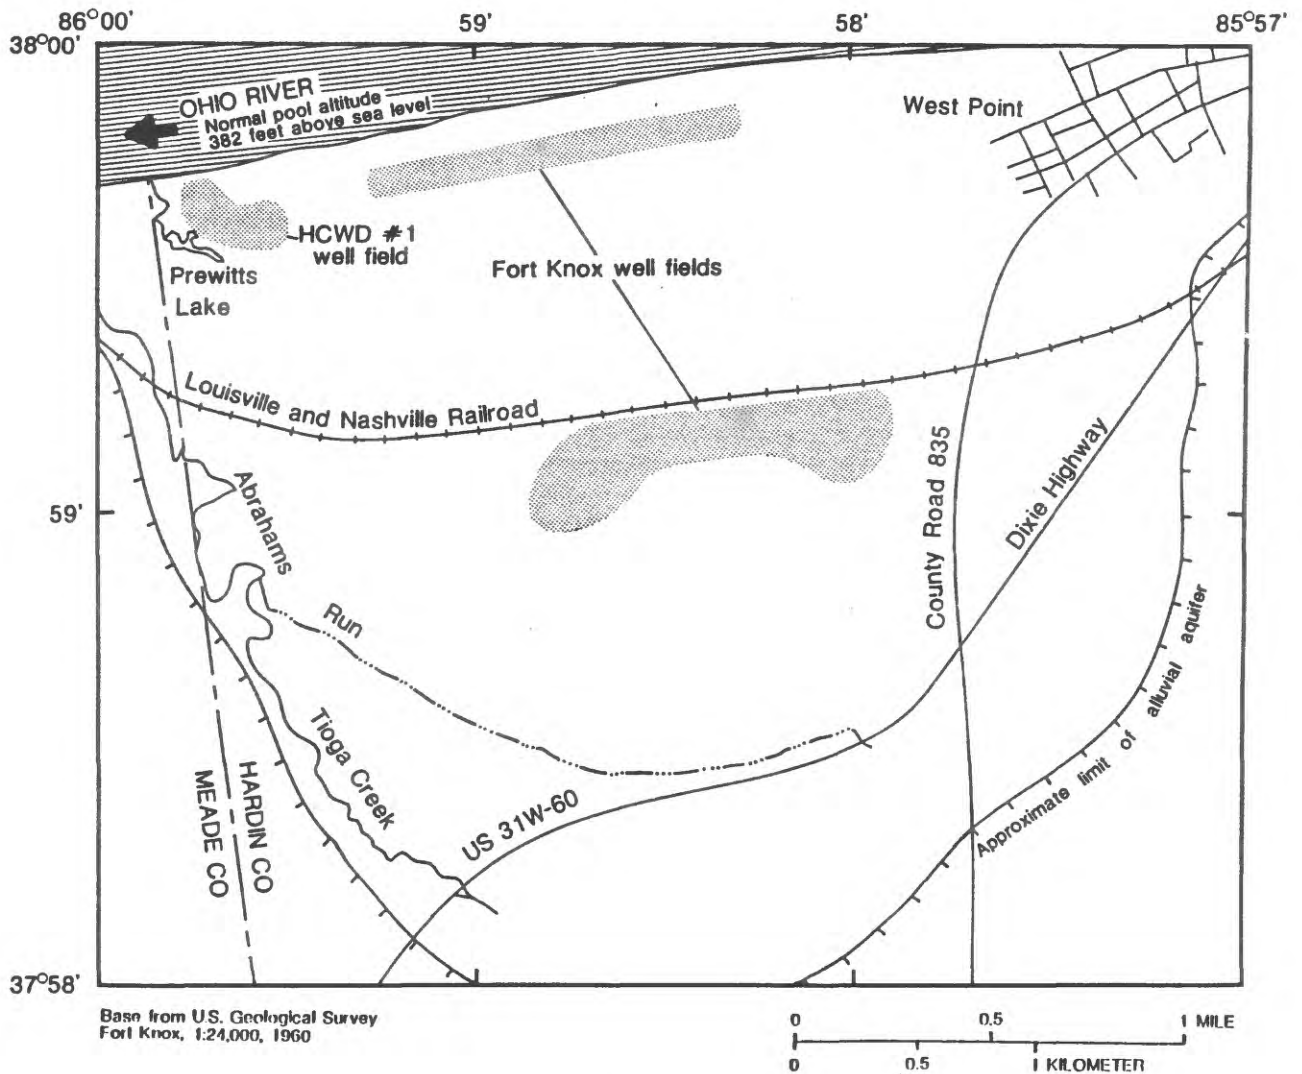 86°00'
59'
58'
85°57'
38°00'
OHIO RIVER
Normal pool altitude
382 feet above sea level
West Point
HCWD #1
well field
Prewitts
Lake
Fort Knox well fields
Louisville and Nashville Railroad
Abrahams
Run
59'
County Road 835
Dixie Highway
Approximate limit of alluvial aquifer
Tioga Creek
US 31W-60
HARDIN CO
MEADE CO
37°58'
Base from U.S. Geological Survey
Fort Knox, 1:24,000, 1960
0 0.5 1 MILE
0 0.5 1 KILOMETER